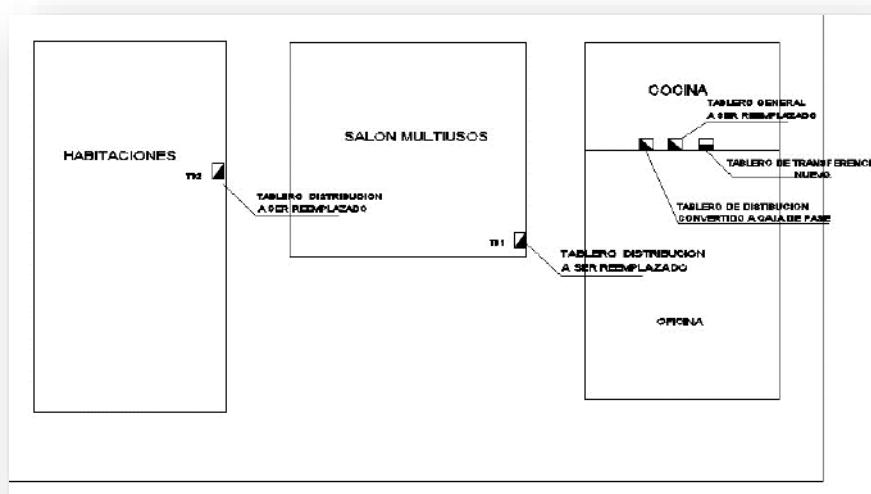 HABITACIONES
TD2
TABLERO DISTRIBUCION
A SER REEMPLAZADO
SALON MULTIUSOS
TD1
TABLERO DISTRIBUCION
A SER REEMPLAZADO
COCINA
TABLERO GENERAL
A SER REEMPLAZADO
TABLERO DE TRANSFERENCI
NUEVO
TABLERO DE DISTIBUCION
CONVERTIDO A CAJA DE PASE
OFICINA